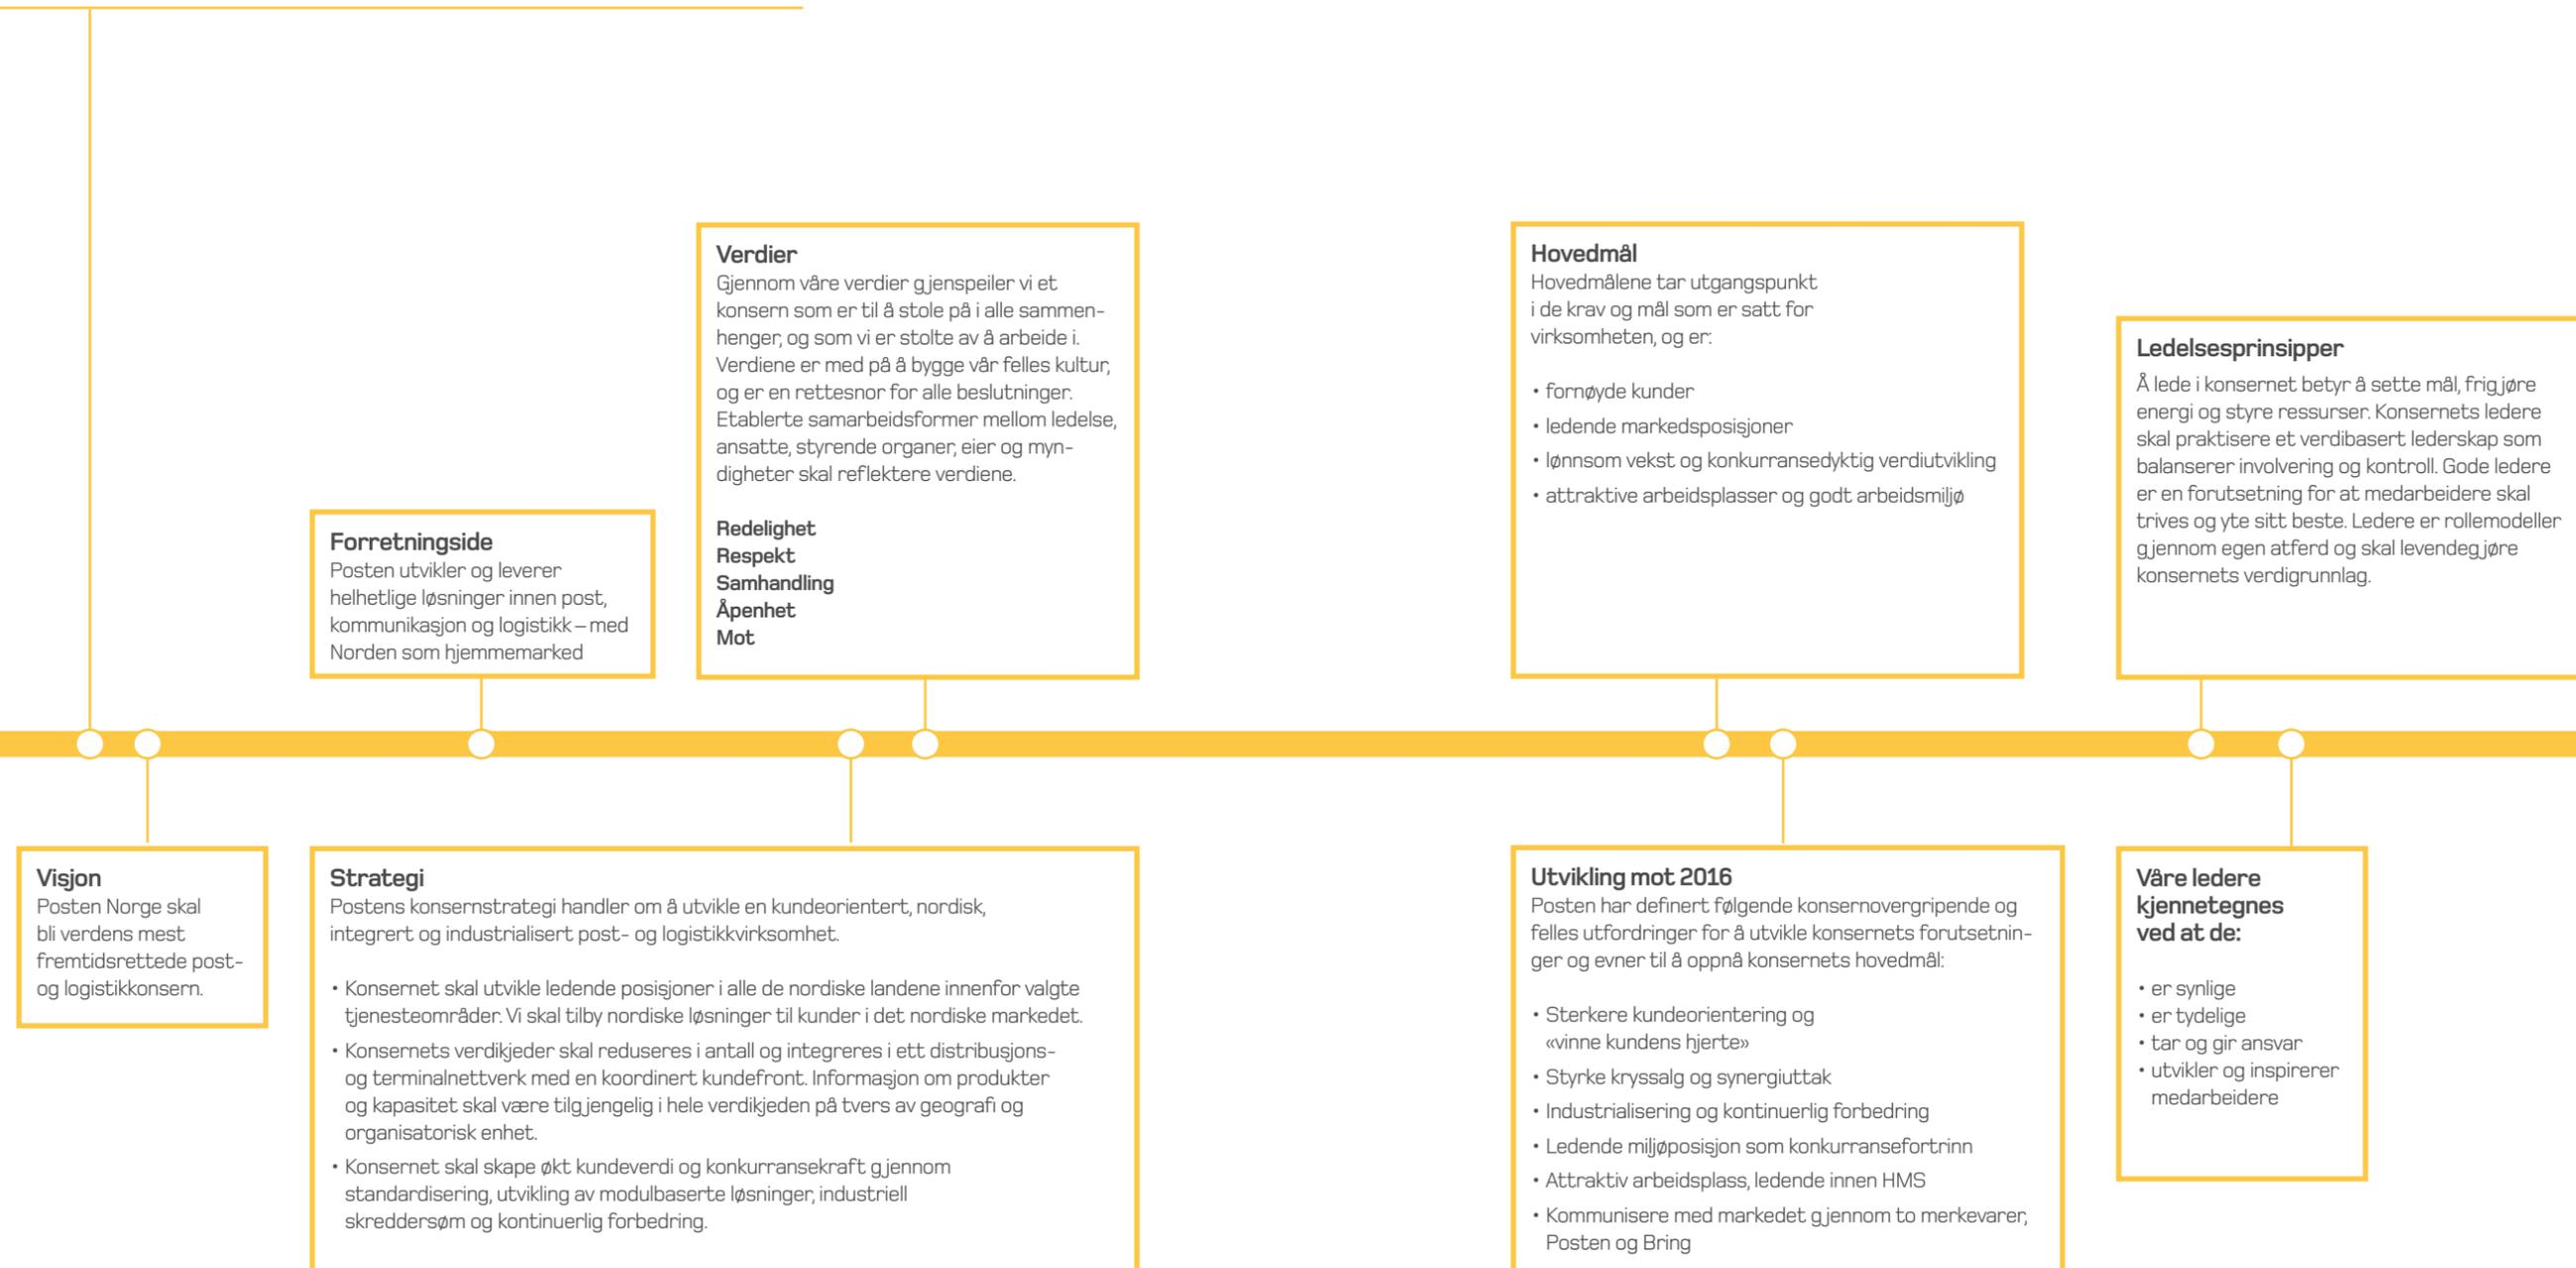 Verdier
Gjennom våre verdier gjenspeiler vi et
konsern som er til å stole på i alle sammen-
henger, og som vi er stolte av å arbeide i.
Verdiene er med på å bygge vår felles kultur,
og er en rettesnor for alle beslutninger.
Etablerte samarbeidsformer mellom ledelse,
ansatte, styrende organer, eier og myn-
digheter skal reflektere verdiene.
Redelighet
Respekt
Samhandling
Åpenhet
Mot
Hovedmål
Hovedmålene tar utgangspunkt
i de krav og mål som er satt for
virksomheten, og er:
• fornøyde kunder
• ledende markedsposisjoner
• lønnsom vekst og konkurransedyktig verdiutvikling
• attraktive arbeidsplasser og godt arbeidsmiljø
Ledelsesprinsipper
Å lede i konsernet betyr å sette mål, frigjøre
energi og styre ressurser. Konsernets ledere
skal praktisere et verdibasert lederskap som
balanserer involvering og kontroll. Gode ledere
er en forutsetning for at medarbeidere skal
trives og yte sitt beste. Ledere er rollemodeller
gjennom egen atferd og skal levendegjøre
konsernets verdigrunnlag.
Forretningside
Posten utvikler og leverer
helhetlige løsninger innen post,
kommunikasjon og logistikk – med
Norden som hjemmemarked
Visjon
Posten Norge skal
bli verdens mest
fremtidsrettede post-
og logistikkonsern.
Strategi
Postens konsernstrategi handler om å utvikle en kundeorientert, nordisk,
integrert og industrialisert post- og logistikkvirksomhet.
• Konsernet skal utvikle ledende posisjoner i alle de nordiske landene innenfor valgte
tjenesteområder. Vi skal tilby nordiske løsninger til kunder i det nordiske markedet.
• Konsernets verdikjeder skal reduseres i antall og integreres i ett distribusjons-
og terminalnettverk med en koordinert kundefront. Informasjon om produkter
og kapasitet skal være tilgjengelig i hele verdikjeden på tvers av geografi og
organisatorisk enhet.
• Konsernet skal skape økt kundeverdi og konkurransekraft gjennom
standardisering, utvikling av modulbaserte løsninger, industriell
skreddersøm og kontinuerlig forbedring.
Utvikling mot 2016
Posten har definert følgende konsernovergripende og
felles utfordringer for å utvikle konsernets forutsetnin-
ger og evner til å oppnå konsernets hovedmål:
• Sterkere kundeorientering og
«vinne kundens hjerte»
• Styrke kryssalg og synergiuttak
• Industrialisering og kontinuerlig forbedring
• Ledende miljøposisjon som konkurransefortrinn
• Attraktiv arbeidsplass, ledende innen HMS
• Kommunisere med markedet gjennom to merkevarer,
Posten og Bring
Våre ledere
kjennetegnes
ved at de:
• er synlige
• er tydelige
• tar og gir ansvar
• utvikler og inspirerer
medarbeidere